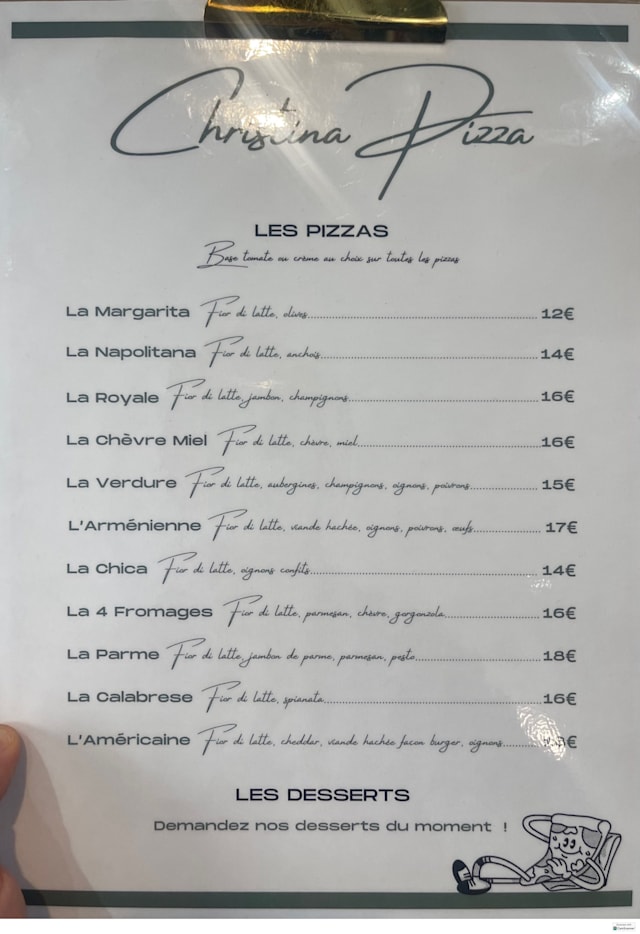 Christina Pizza
LES PIZZAS
Base tomate ou crème au choix sur toutes les pizzas
La Margarita Fior di latte, olives 12€
La Napolitana Fior di latte, anchois 14€
La Royale Fior di latte, jambon, champignons 16€
La Chèvre Miel Fior di latte, chèvre, miel 16€
La Verdure Fior di latte, aubergines, champignons, oignons, poivrons 15€
L'Arménienne Fior di latte, viande hachée, oignons, poivrons, œufs 17€
La Chica Fior di latte, oignons confits 14€
La 4 Fromages Fior di latte, parmesan, chèvre, gorgonzola 16€
La Parme Fior di latte, jambon de parme, parmesan, pesto 18€
La Calabrese Fior di latte, spianata 16€
L'Américaine Fior di latte, cheddar, viande hachée facon burger, oignons €
LES DESSERTS
Demandez nos desserts du moment !